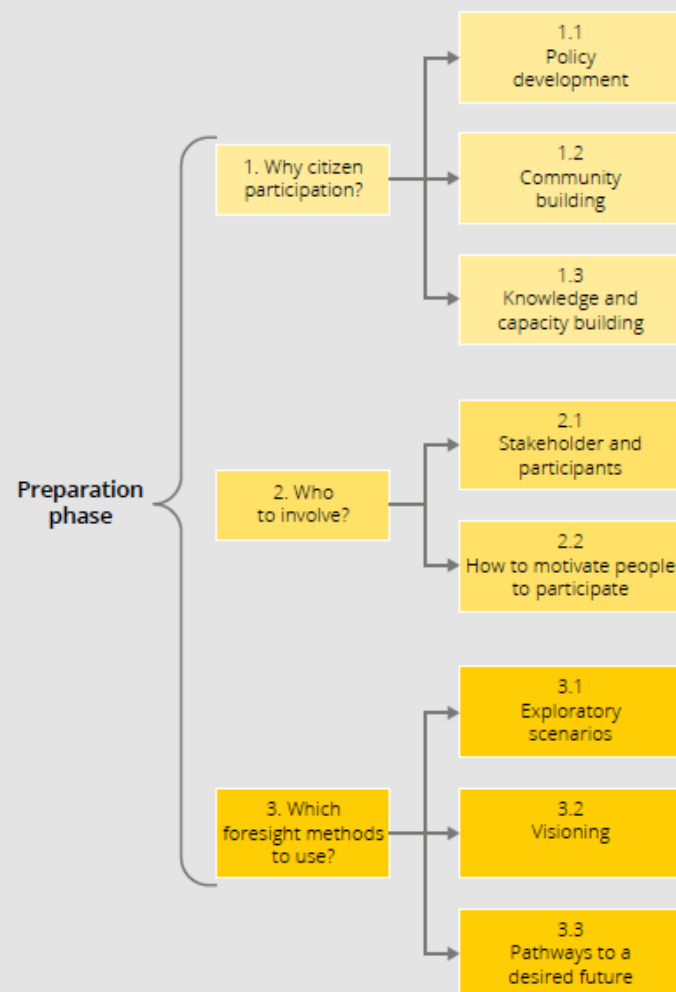 Preparation
phase
1. Why citizen
participation?
1.1
Policy
development
1.2
Community
building
1.3
Knowledge and
capacity building
2. Who
to involve?
2.1
Stakeholder and
participants
2.2
How to motivate people
to participate
3. Which
foresight methods
to use?
3.1
Exploratory
scenarios
3.2
Visioning
3.3
Pathways to a
desired future